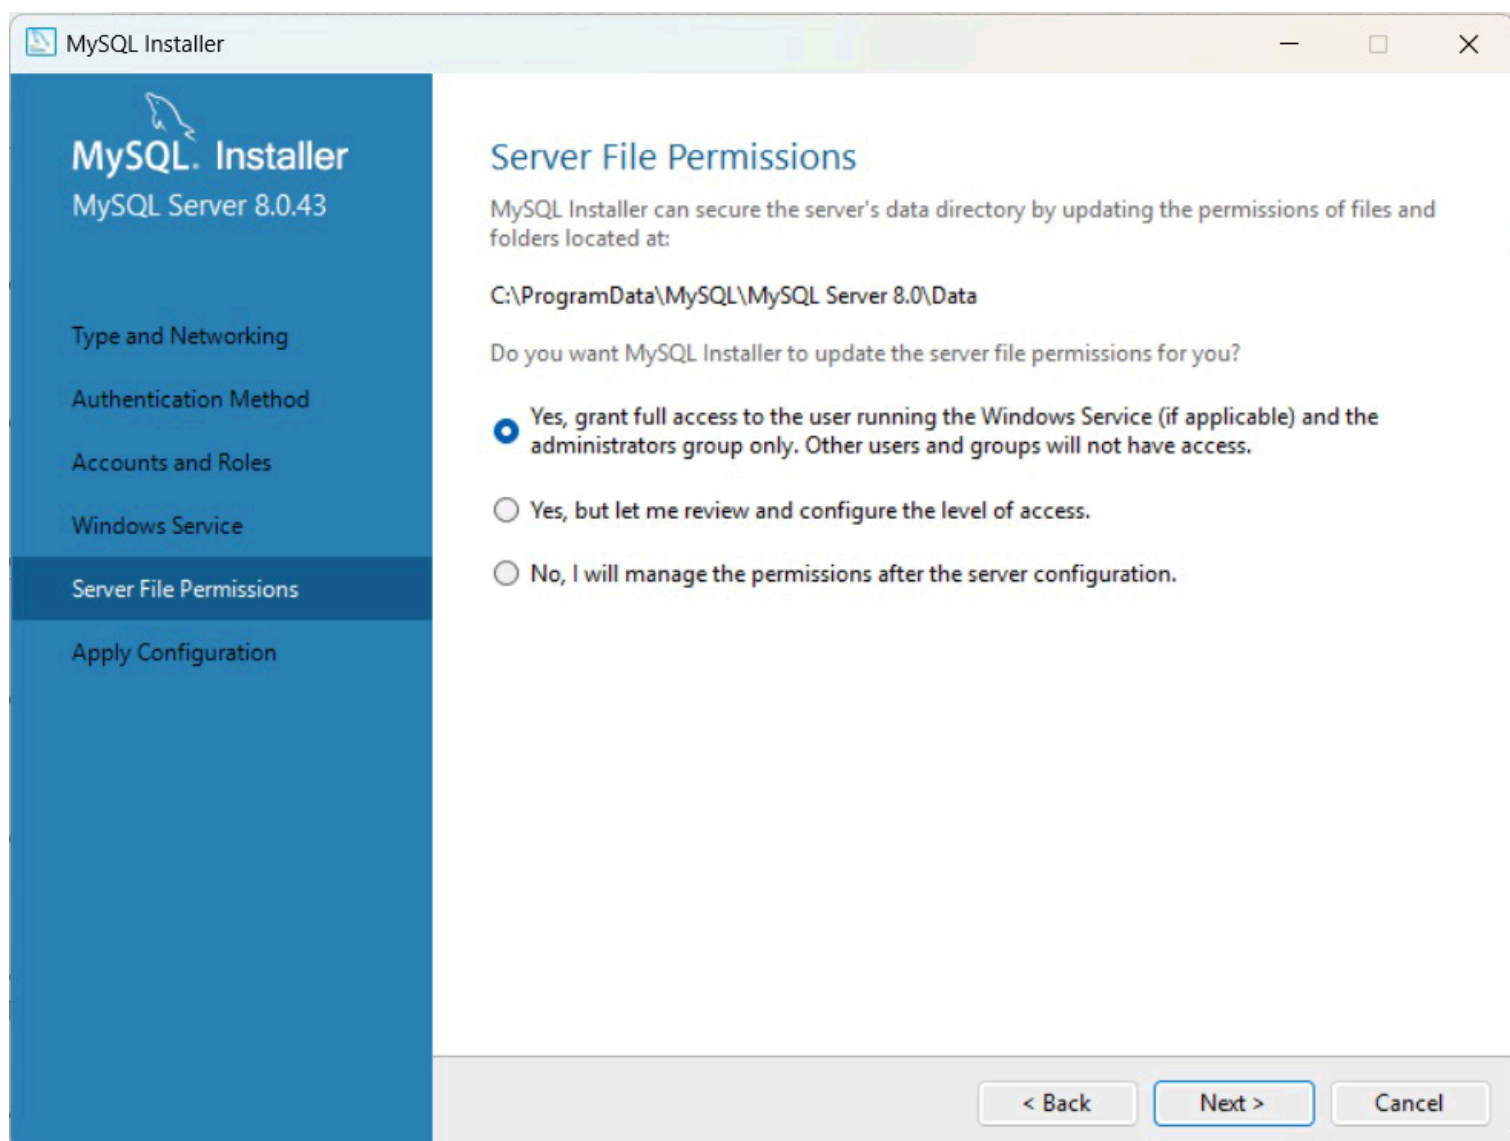 MySQL Installer
MySQL. Installer
MySQL Server 8.0.43
Type and Networking
Authentication Method
Accounts and Roles
Windows Service
Server File Permissions
Apply Configuration
Server File Permissions
MySQL Installer can secure the server's data directory by updating the permissions of files and
folders located at:
C:\ProgramData\MySQL\MySQL Server 8.0\Data
Do you want MySQL Installer to update the server file permissions for you?
Yes, grant full access to the user running the Windows Service (if applicable) and the
administrators group only. Other users and groups will not have access.
Yes, but let me review and configure the level of access.
No, I will manage the permissions after the server configuration.
< Back
Next >
Cancel